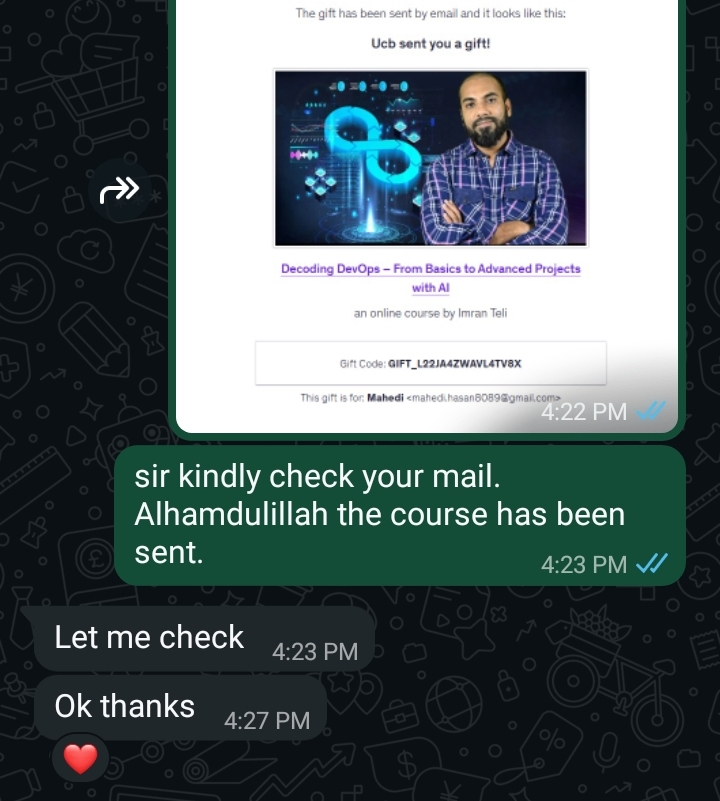 The gift has been sent by email and it looks like this:
Ucb sent you a gift!
Decoding DevOps – From Basics to Advanced Projects
with AI
an online course by Imran Teli
Gift Code: GIFT_L22JA4ZWAVL4TV8X
This gift is for: Mahedi <mahedi.hasan8089@gmail.com>
4:22 PM
sir kindly check your mail.
Alhamdulillah the course has been
sent.
4:23 PM
Let me check
4:23 PM
Ok thanks
4:27 PM